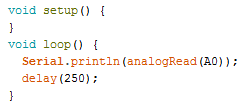 void setup() {
}
void loop() {
  Serial.println(analogRead(A0));
  delay(250);
}